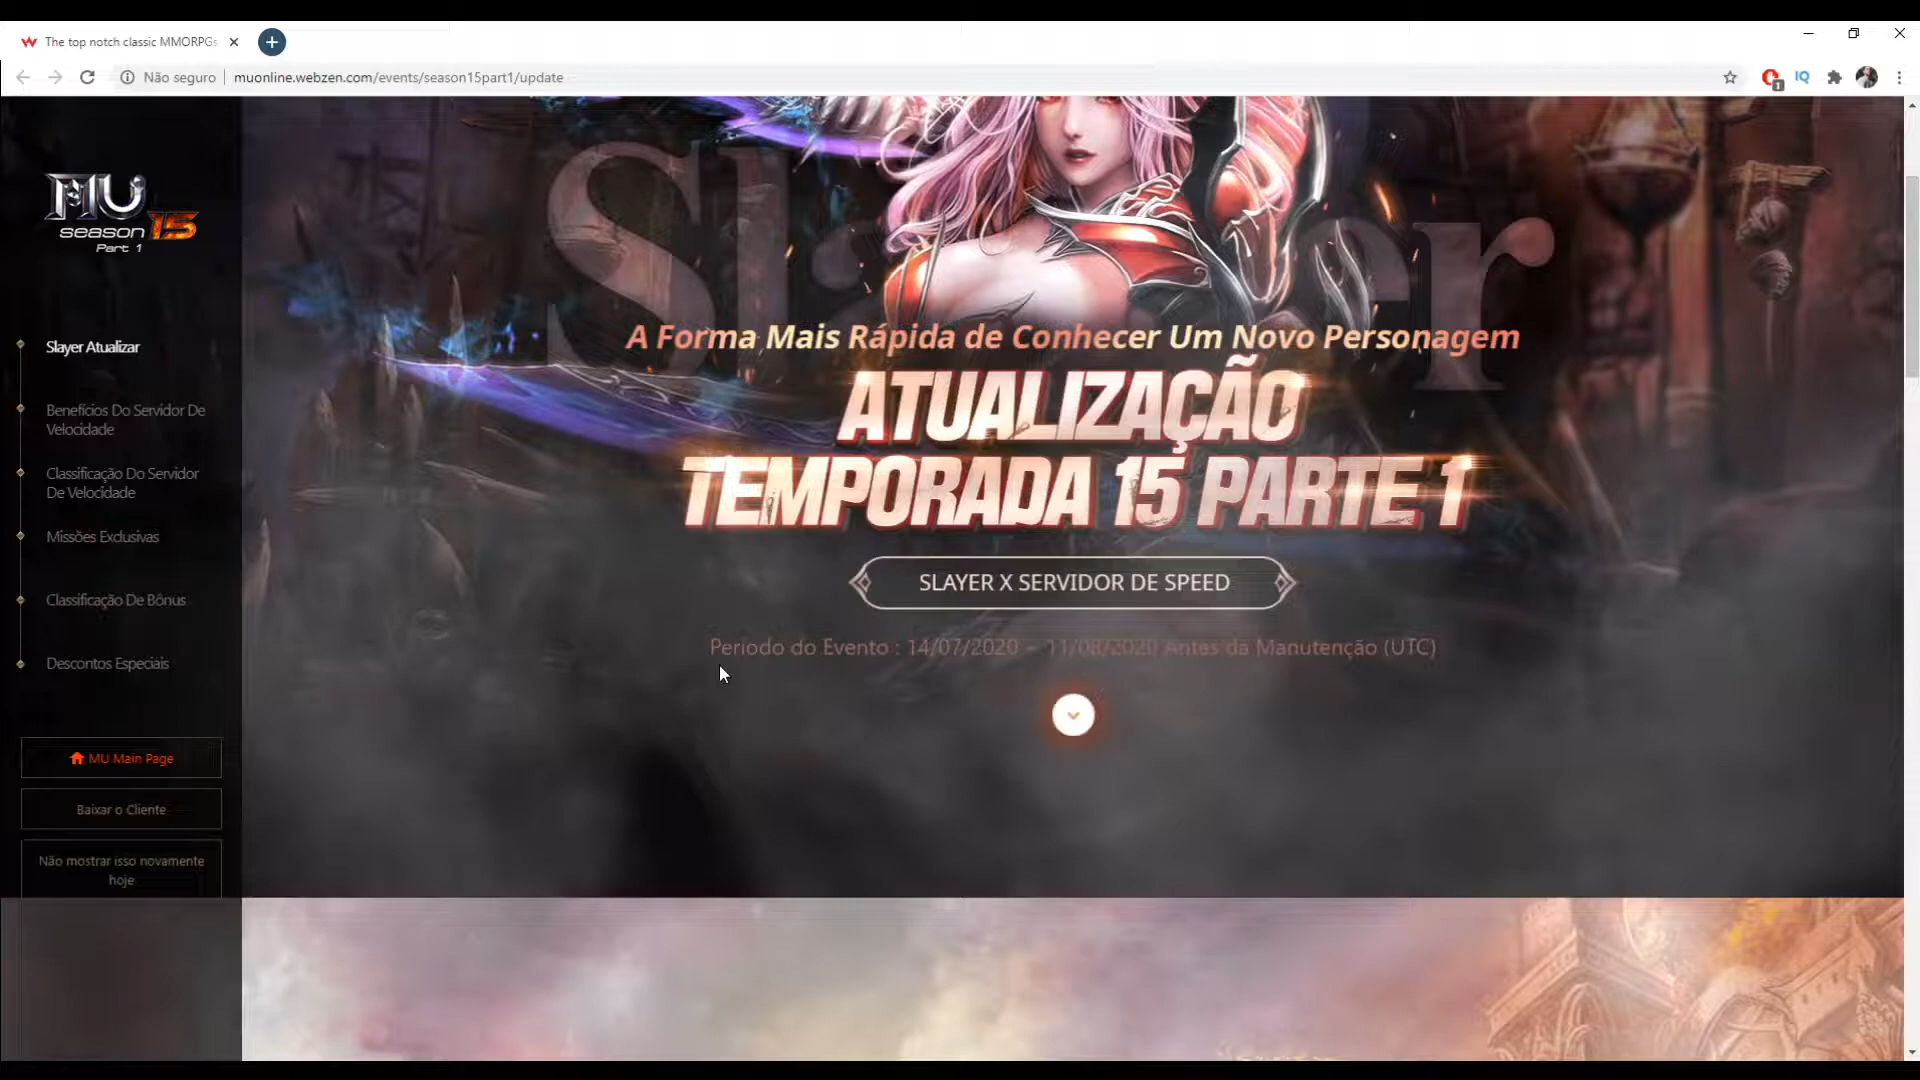 The top notch classic MMORPGs
Não seguro
muonline.webzen.com/events/season15part1/update
IQ
1
MU
season 15
Part 1
Slayer Atualizar
Benefícios Do Servidor De
Velocidade
Classificação Do Servidor
De Velocidade
Missões Exclusivas
Classificação De Bônus
Descontos Especiais
MU Main Page
Baixar o Cliente
Não mostrar isso novamente
hoje
Slayer
A Forma Mais Rápida de Conhecer Um Novo Personagem
ATUALIZAÇÃO
TEMPORADA 15 PARTE 1
SLAYER X SERVIDOR DE SPEED
Periodo do Evento : 14/07/2020 – 11/08/2020 Antes da Manutenção (UTC)